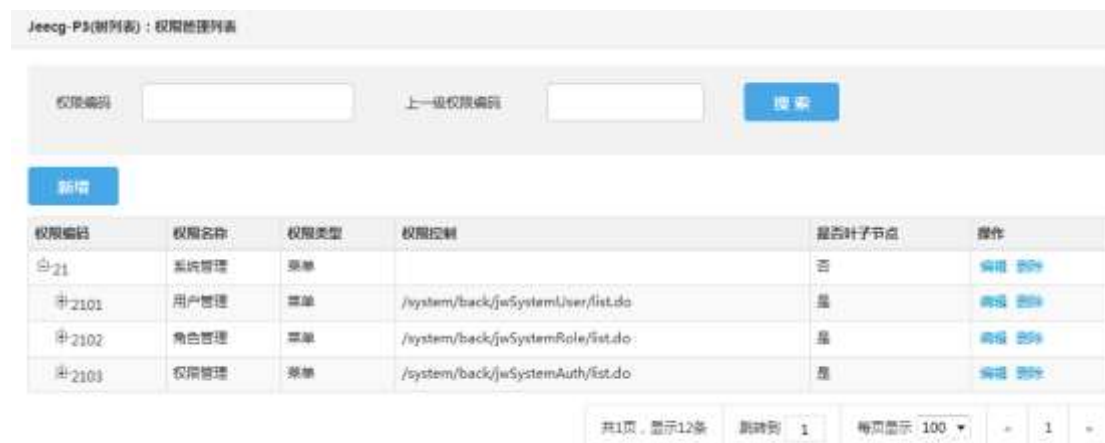 Jeecg-P3(树列表)：权限管理列表
权限编码 上一级权限编码 搜 索
新增
权限编码 权限名称 权限类型 权限控制 是否叶子节点 操作
21 系统管理 菜单 否 编辑 删除
2101 用户管理 菜单 /system/back/jwSystemUser/list.do 是 编辑 删除
2102 角色管理 菜单 /system/back/jwSystemRole/list.do 是 编辑 删除
2103 权限管理 菜单 /system/back/jwSystemAuth/list.do 是 编辑 删除
共1页，显示12条 跳转到 1 每页显示 100 « 1 »